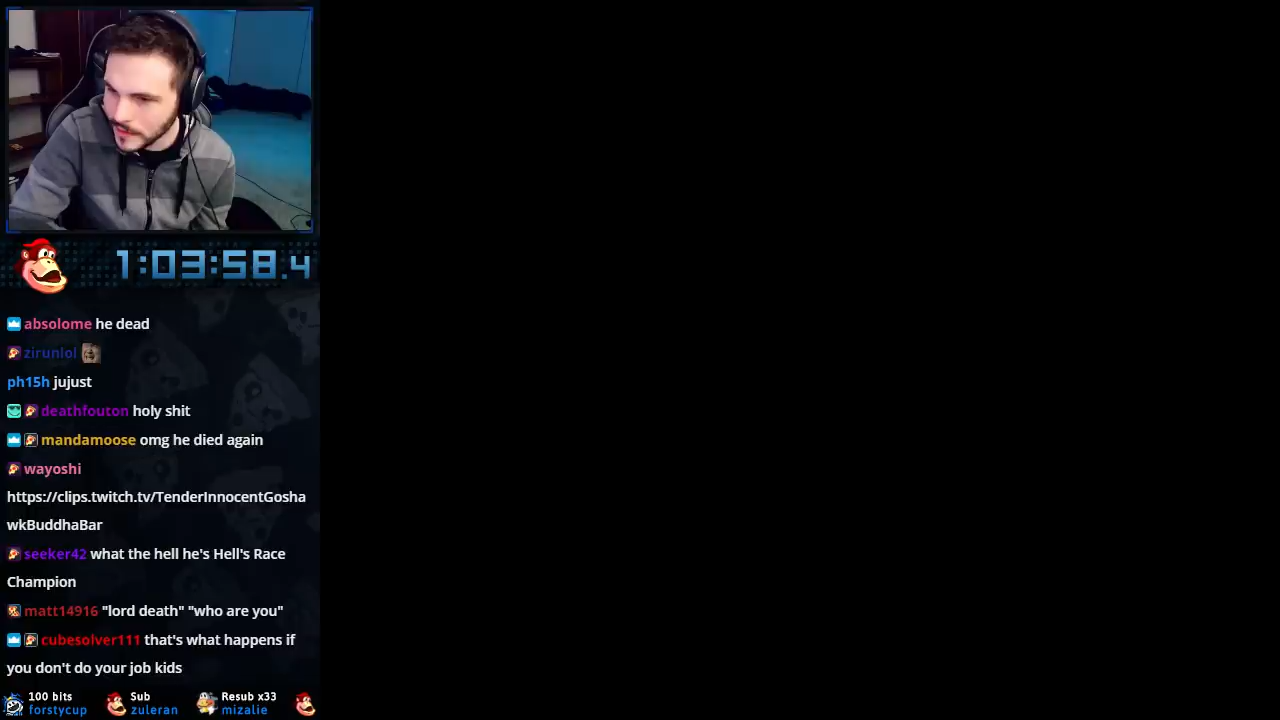 1:03:58.4
absolome he dead
zirunlol
ph15h jujust
deathfouton holy shit
mandamoose omg he died again
wayoshi
https://clips.twitch.tv/TenderInnocentGosha
wkBuddhaBar
seeker42 what the hell he's Hell's Race
Champion
matt14916 "lord death" "who are you"
cubesolver111 that's what happens if
you don't do your job kids
100 bits Sub Resub x33
forstycup zuleran mizalie